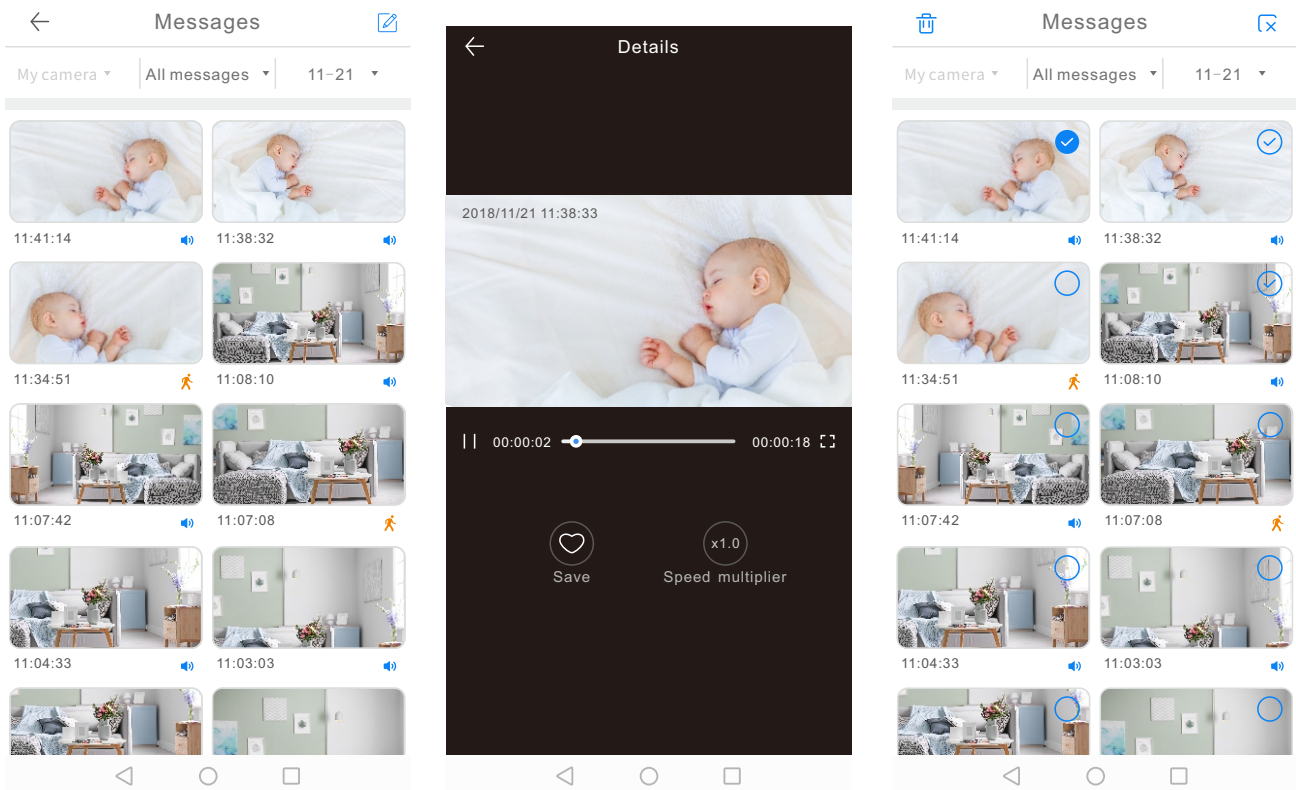 Messages
My camera
All messages
11-21
11:41:14
11:38:32
11:34:51
11:08:10
11:07:42
11:07:08
11:04:33
11:03:03
Details
2018/11/21 11:38:33
00:00:02
00:00:18
x1.0
Save
Speed multiplier
Messages
My camera
All messages
11-21
11:41:14
11:38:32
11:34:51
11:08:10
11:07:42
11:07:08
11:04:33
11:03:03